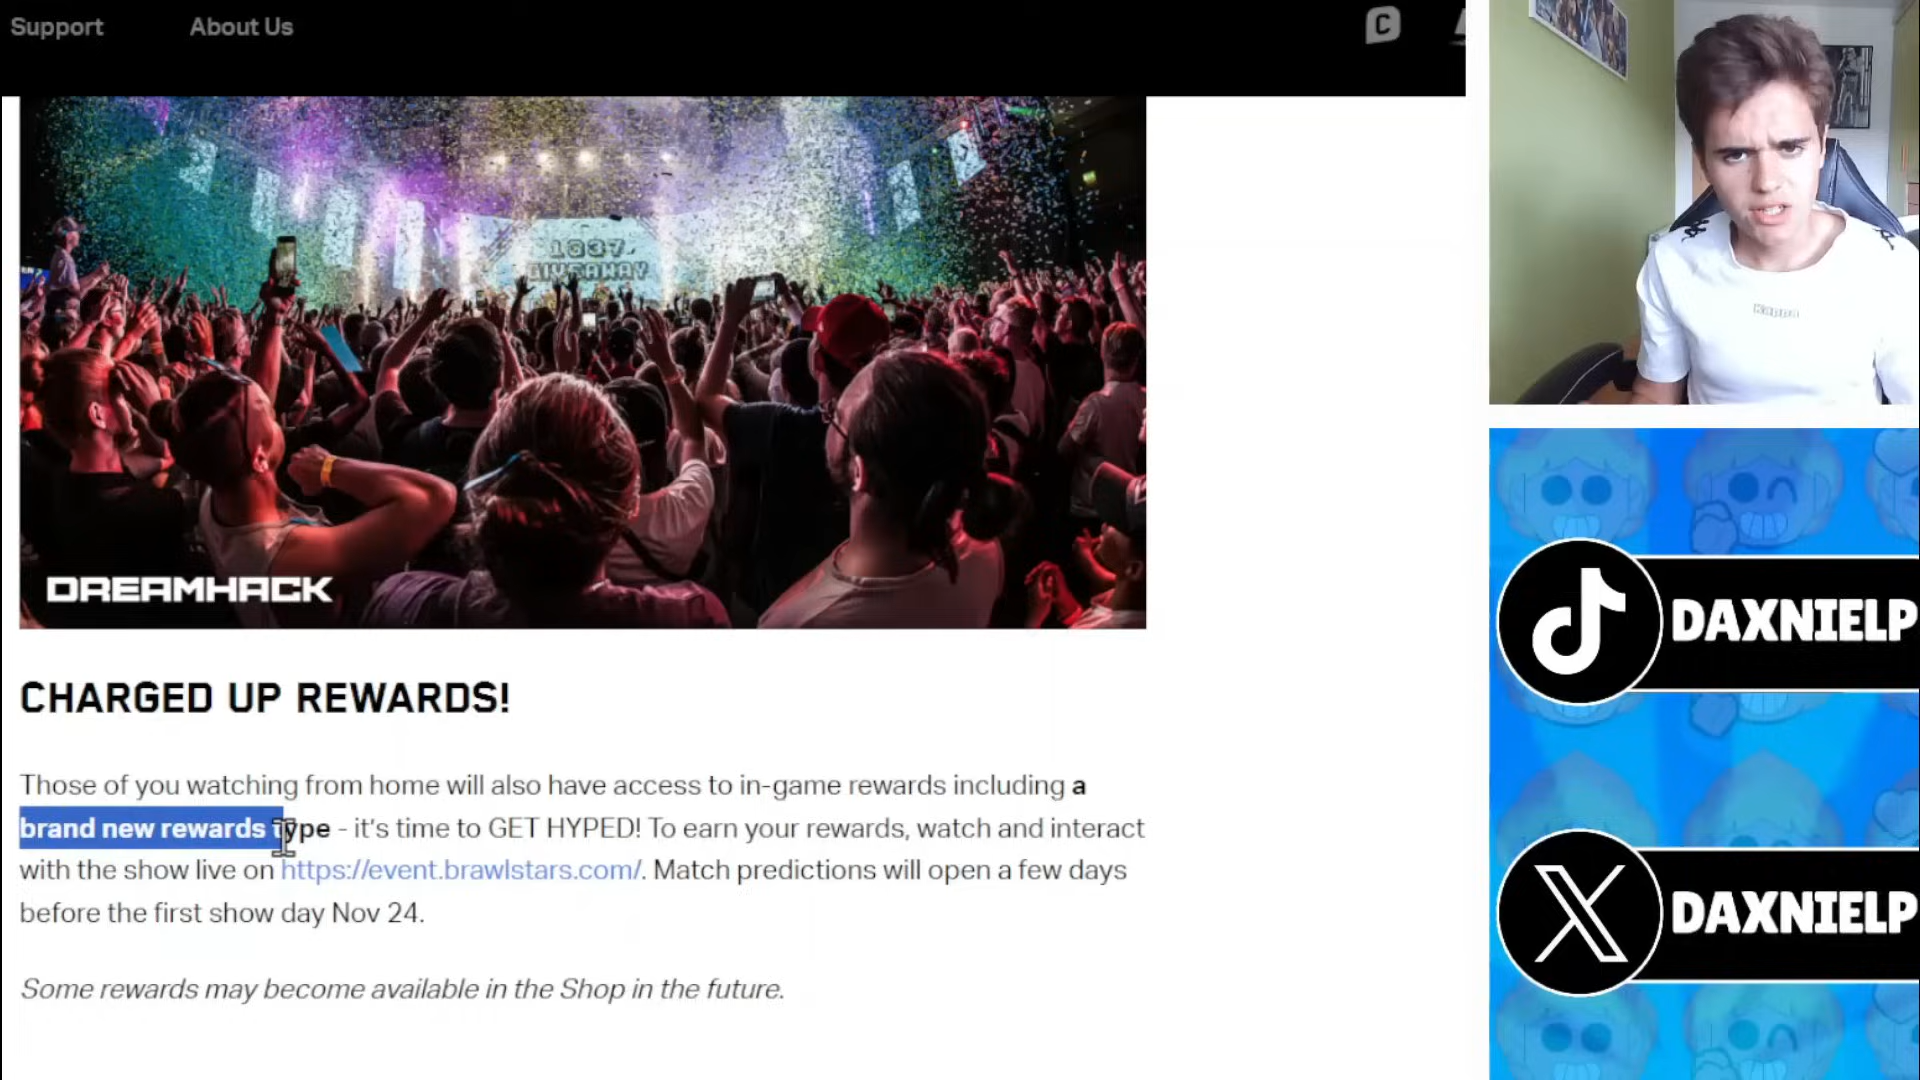 Support About Us
1337
GIVEAWAY
DREAMHACK
CHARGED UP REWARDS!
Those of you watching from home will also have access to in-game rewards including a
brand new rewards type - it's time to GET HYPED! To earn your rewards, watch and interact
with the show live on https://event.brawlstars.com/. Match predictions will open a few days
before the first show day Nov 24.
Some rewards may become available in the Shop in the future.
Kappa
DAXNIELP
DAXNIELP